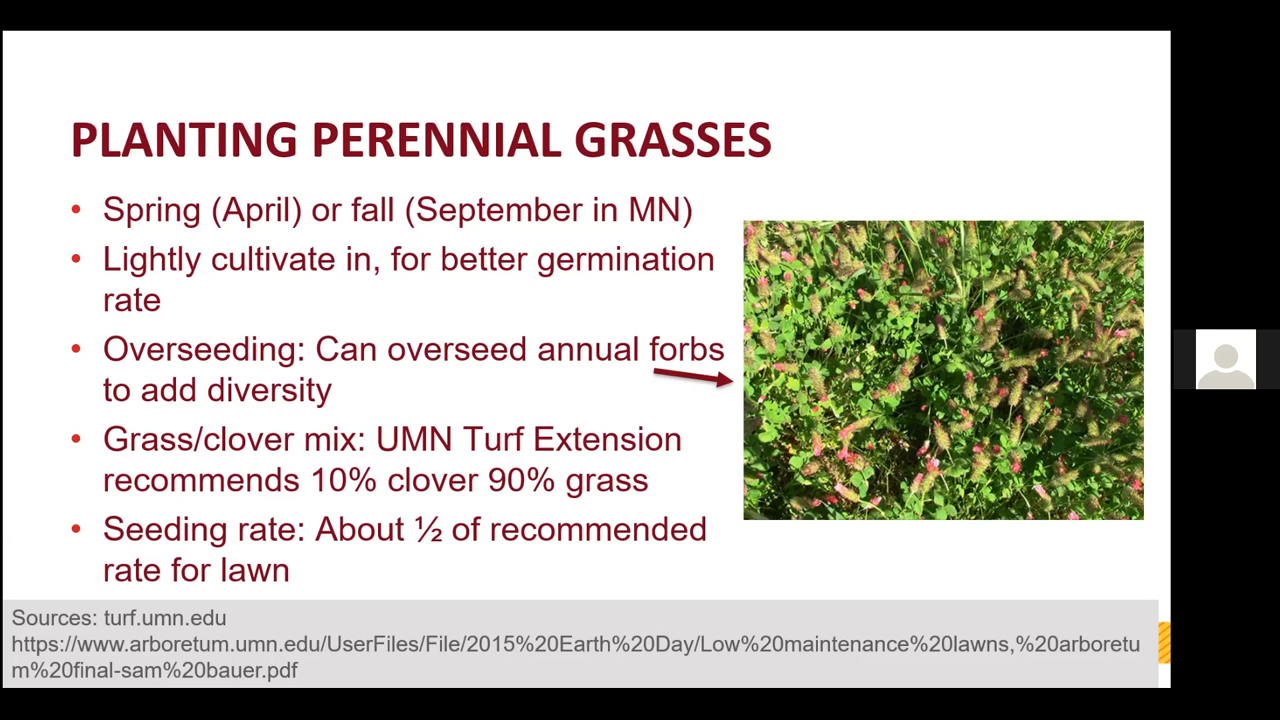 PLANTING PERENNIAL GRASSES
• Spring (April) or fall (September in MN)
• Lightly cultivate in, for better germination
rate
• Overseeding: Can overseed annual forbs
to add diversity
• Grass/clover mix: UMN Turf Extension
recommends 10% clover 90% grass
• Seeding rate: About ½ of recommended
rate for lawn
Sources: turf.umn.edu
https://www.arboretum.umn.edu/UserFiles/File/2015%20Earth%20Day/Low%20maintenance%20lawns,%20arboretu
m%20final-sam%20bauer.pdf